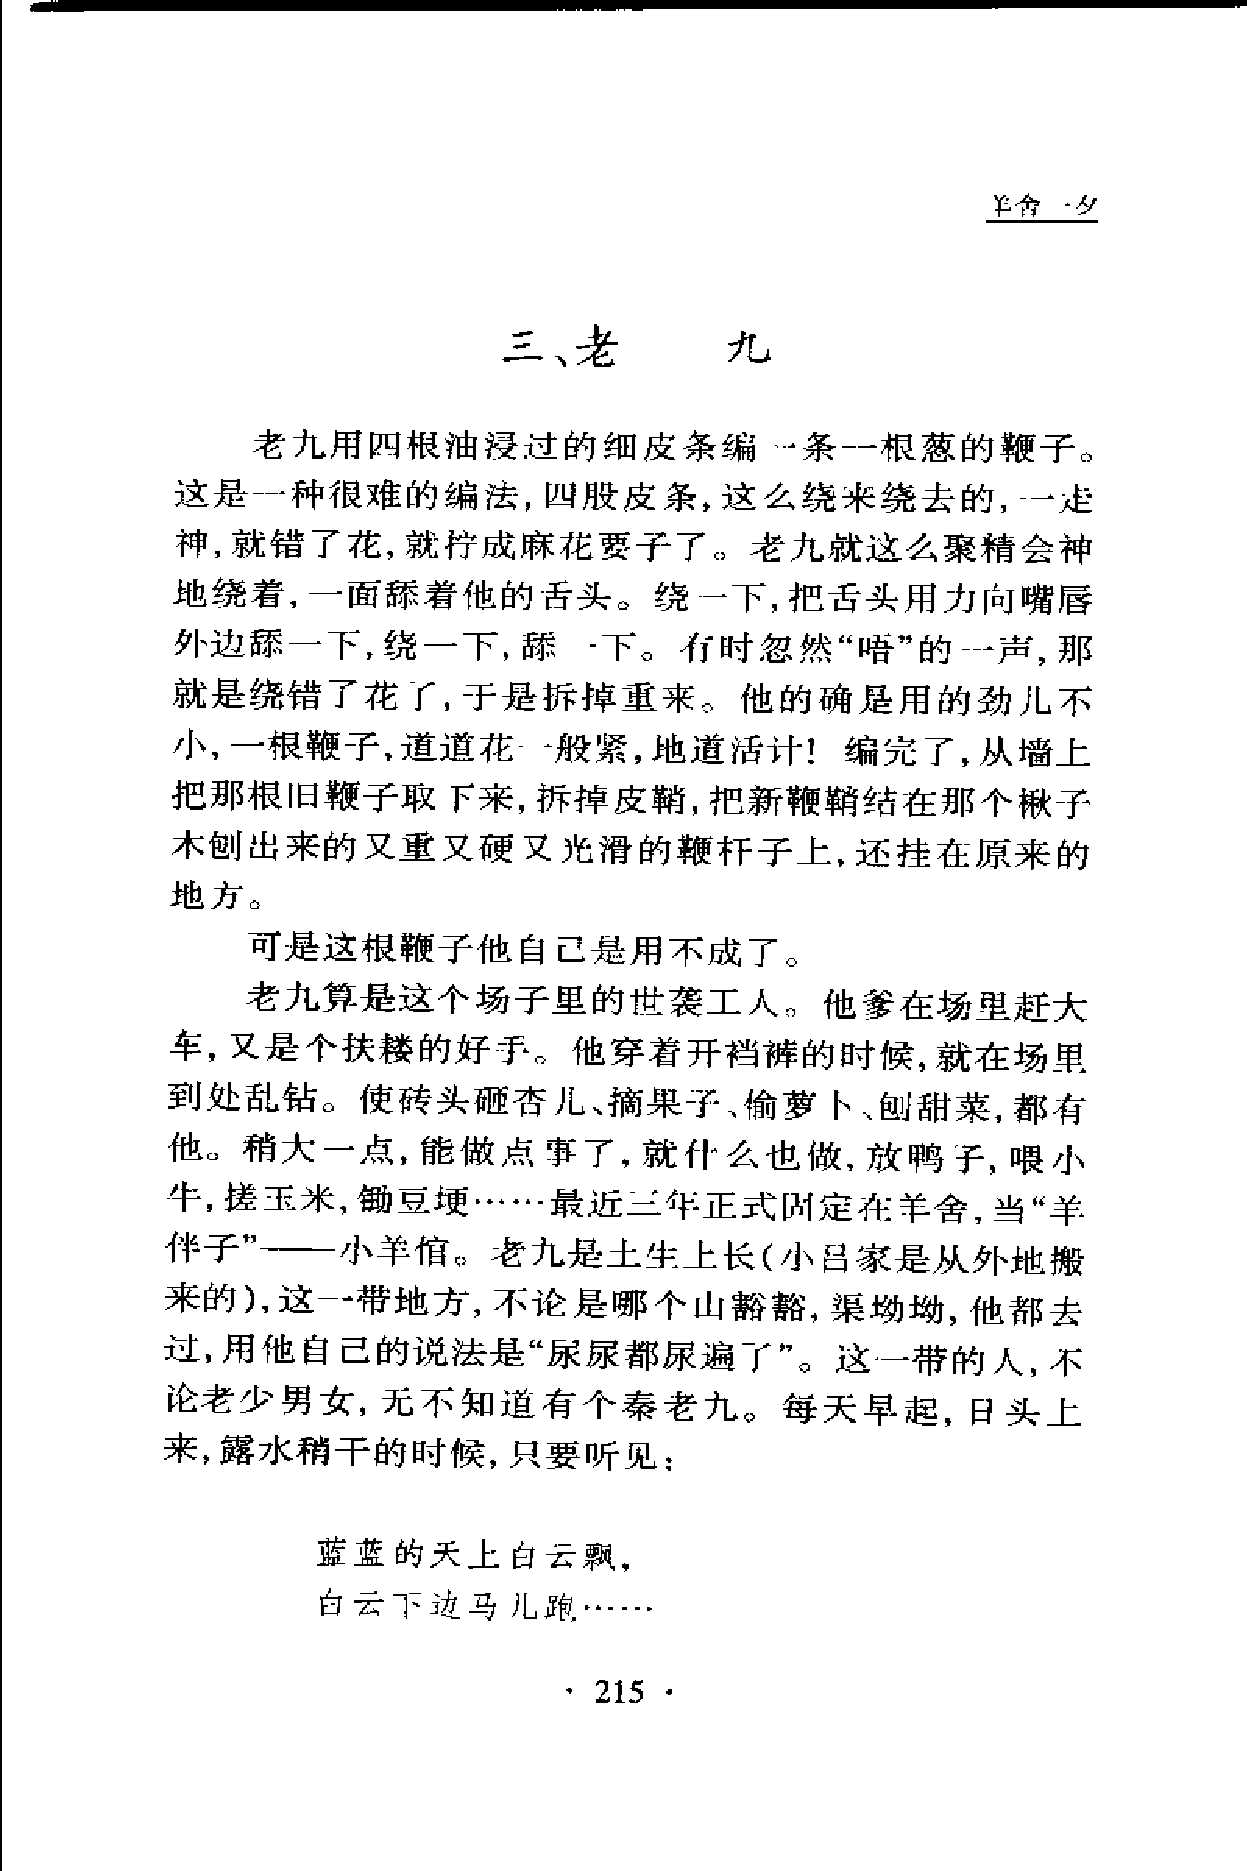 羊舍一夕
三、老 九
老九用四根油浸过的细皮条编一条一根葱的鞭子。
这是一种很难的编法,四股皮条,这么绕来绕去的,一走
神,就错了花,就拧成麻花要子了。老九就这么聚精会神
地绕着,一面舔着他的舌头。绕一下,把舌头用力向嘴唇
外边舔一下,绕一下,舔一下。有时忽然“唔”的一声,那
就是绕错了花了,于是拆掉重来。他的确是用的劲儿不
小,一根鞭子,道道花一般紧,地道活计!编完了,从墙上
把那根旧鞭子取下来,拆掉皮鞘,把新鞭鞘结在那个楸子
木刨出来的又重又硬又光滑的鞭杆子上,还挂在原来的
地方。
可是这根鞭子他自己是用不成了。
老九算是这个场子里的世袭工人。他爹在场里赶大
车,又是个扶耧的好手。他穿着开裆裤的时候,就在场里
到处乱钻。使砖头砸杏儿、摘果子、偷萝卜、刨甜菜,都有
他。稍大一点,能做点事了,就什么也做,放鸭子,喂小
牛,搓玉米,锄豆埂……最近三年正式固定在羊舍,当“羊
伴子”——小羊倌。老九是土生土长(小吕家是从外地搬
来的),这一带地方,不论是哪个山豁豁,渠坳坳,他都去
过,用他自己的说法是“尿尿都尿遍了”。这一带的人,不
论老少男女,无不知道有个秦老九。每天早起,日头上
来,露水稍干的时候,只要听见:
蓝蓝的天上白云飘,
白云下边马儿跑……
· 215 ·